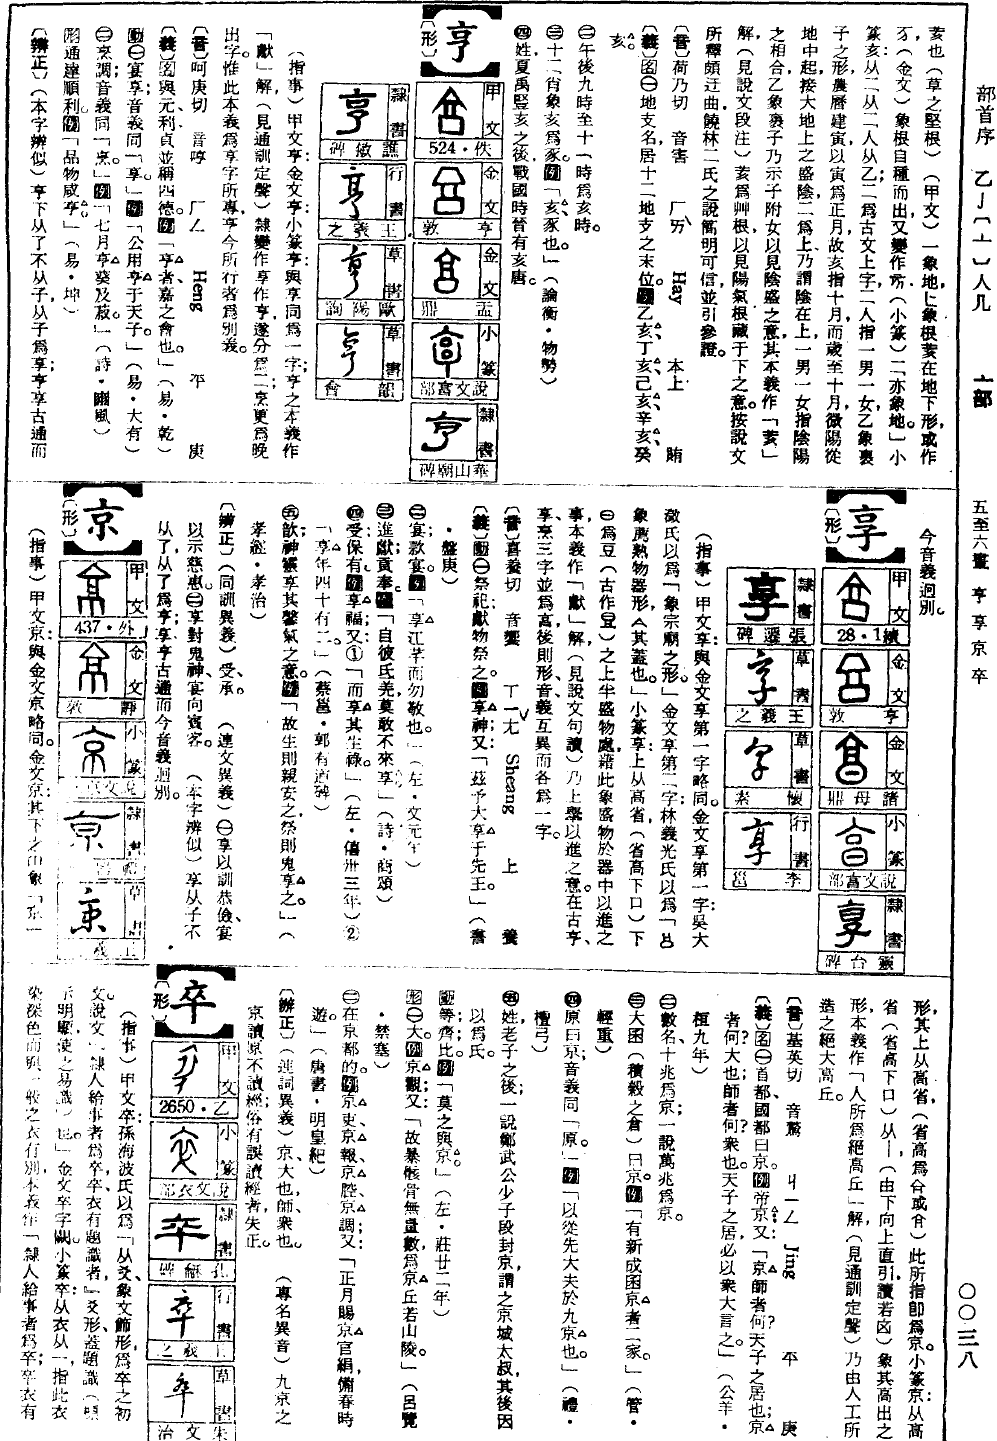 部首序 乙亅〔亠〕人几 亠部 五至六畫 亨享京卒 〇〇三八
荄也（草之堅根）（甲文）一象地ㄴ象根荄在地下形，或作
（金文）象根自種而出又變作（小篆）二亦象地。」小
篆亥：从二从二人从乙；二爲古文上字，二人指一男一女，乙象裹
子之形；農曆建寅，以寅爲正月，故亥指十月；而歲至十月，微陽從
地中起，接大地上之盛陰；二爲上，乃謂陰在上；一男一女指陰陽
之相合；乙象裹子，乃示子附女以見陰盛之意；其本義作「荄」
解（見說文段注）荄爲艸根，以見陽氣根藏于下之意。按：說文
所釋頗迂曲，饒林二氏之說簡明可信，並引參證。
〔音〕荷乃切 音害 ㄏㄞ Hay 本上 賄
〔義〕㊂㊀地支名，居十二地支之末位。例乙亥、丁亥、己亥、辛亥、癸
亥。
㊁午後九時至十一時爲亥時。
㊂十二肖象，亥爲豕。例「亥，豕也。」（論衡・物勢）
㊃姓，夏禹豎亥之後，戰國時晉有亥唐。
亨〔形〕
甲文 佚・524
金文 亨敦
金文 盂鼎
小篆 說文亯部
隸書 華山廟碑
隸書 譙敏碑
行書 王羲之
草書 歐陽詢
草書 韻會
（指事）甲文亨：金文亨：小篆亨與享同爲一字；亨之本義作
「獻」解（見通訓定聲）隸變作享作亨，遂分爲二；烹更爲晚
出字，惟此本義爲享字所專，亨今所行者爲別義。
〔音〕呵庚切 音哼 ㄏㄥ Heng 平 庚
〔義〕與元、利、貞並稱四德。例「亨者嘉之會也。」（易・乾）
動㊀宴享；音義同「享」。例「公用亨于天子。」（易・大有）
㊁烹調；音義同「烹」。例「七月亨葵及菽。」（詩・豳風）
形通達順利。例「品物咸亨。」（易・坤）
〔辨正〕（本字辨似）亨下从了不从子，从子爲享；亨享古通而
今音義迥別。
享〔形〕
甲文 續1・28
金文 亨敦
金文 諸母鼎
小篆 說文亯部
隸書 靈台碑
隸書 張遷碑
草書 王羲之
草書 懷素
行書 李邕
（指事）甲文享：與金文享第一字略同。金文享第一字：吳大
澂氏以爲「象宗廟之形」金文享第二字：林義光氏以爲「
象薦熟物器形，其蓋也。」小篆享：上从高省（省高下口）下
曰爲豆（古作）之上半盛物處，藉此象盛物於器中以進之
事，本義作「獻」解（見說文句讀）乃上繫以進之意。在古亨、
享、烹三字並爲亯，後則形、音、義互異而各爲一字。
〔音〕喜養切 音響 ㄒㄧㄤˇ Sheang 上 養
〔義〕動㊀祭祀；獻物祭之。例享神；又：「茲予大享于先王。」（書
・盤庚）
㊁宴；款宴。例「享江芉而勿敬也。」（左・文元年）
㊂進獻；貢奉。例「自彼氐羌，莫敢不來享。」（詩・商頌）
㊃受；保有。例享福；又：①「而享其生祿。」（左・僖卅三年）②
「享年四十有二。」（蔡邕・郭有道碑）
㊄歆；神靈享其馨氣之意。例「故生則親安之，祭則鬼享之。」（
孝經・孝治）
〔辨正〕（同訓異義）受、承。（連文異義）㊀享以訓恭儉，宴
以示慈惠。㊁享對鬼神，宴向賓客。（本字辨似）享从子不
从了，从了爲亨；享亨古通而今音義迥別。
京〔形〕
甲文 外・437
金文 靜敦
小篆
隸書
草書
（指事）甲文京：與金文京略同。金文京：其下之巾象
形，其上从高省（省高爲）此所指卽爲京。小篆京：从高
省（省高下口）从丨（由下向上直引讀若囟）象其高出之
形，本義作「人所爲絕高丘」解（見通訓定聲）乃由人工所
造之絕大高丘。
〔音〕基英切 音驚 ㄐㄧㄥ Jing 平 庚
〔義〕名㊀首都；國都曰京。例帝京；又：「京師者何？天子之居也；京
者何？大也；師者何？衆也。天子之居，必以衆大言之。」（公羊・
桓九年）
㊁數名，十兆爲京；一說萬兆爲京。
㊂大囷（積穀之倉）曰京。例「有新成囷京者二家。」（管・
輕重）
㊃原曰京；音義同「原」。例「以從先大夫於九京也。」（禮・
檀弓）
㊄姓，老子之後；一說鄭武公少子段封京，謂之京城太叔，其後因
以爲氏。
動等；齊；比。例「莫之與京。」（左・莊廿二年）
形㊀大。例京觀；又：「故暴骸骨無量數，爲京丘若山陵。」（呂覽
・禁塞）
㊁在京都的。例京吏、京報、京腔、京調；又：「正月賜京官絹，備春時
遊。」（唐書・明皇紀）
〔辨正〕（連詞異義）京，大也，師，衆也。（專名異音）九京之
京讀原不讀經，俗有誤讀經者失正。
卒〔形〕
甲文 乙・2650
小篆 說文衣部
隸書 孔龢碑
行書 王羲之
草書 朱文治
（指事）甲文卒：孫海波氏以爲「从爻，象文飾形，爲卒之初
文。說文『隸人給事者爲卒，卒衣有題識者』爻形蓋題識（明
示明顯使之易識）也。」金文卒字闕。小篆卒：从衣从一，指此衣
染深色而與一般之衣有別，本義作「隸人給事者爲卒；卒衣有